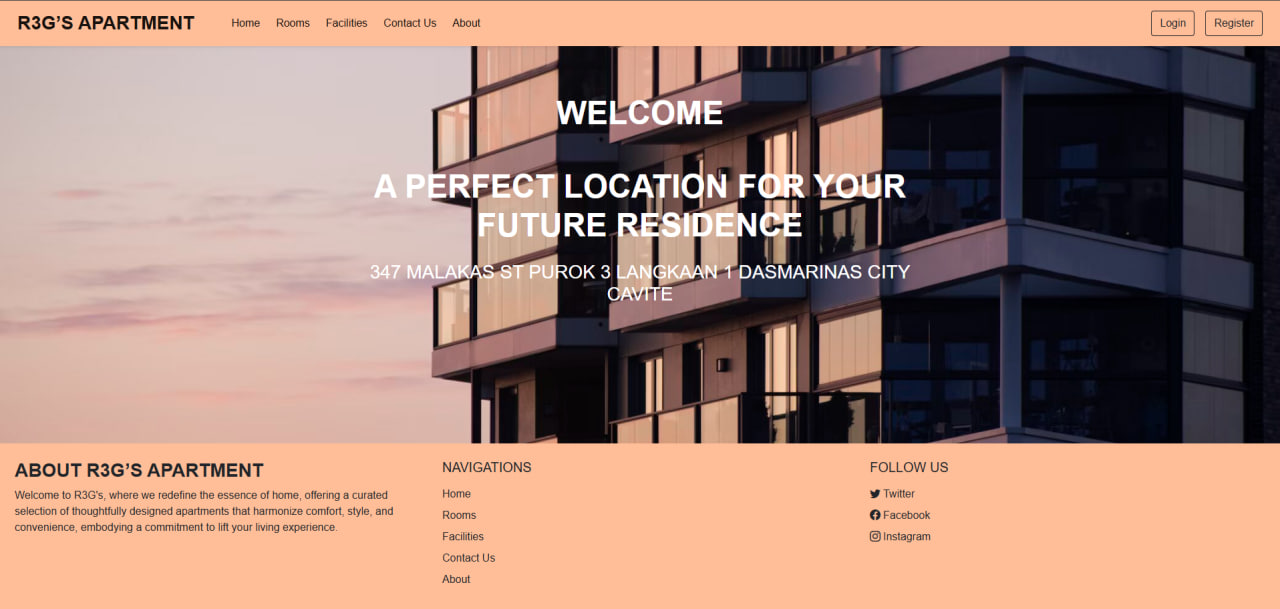 R3G’S APARTMENT
Home
Rooms
Facilities
Contact Us
About
Login
Register
WELCOME
A PERFECT LOCATION FOR YOUR
FUTURE RESIDENCE
347 MALAKAS ST PUROK 3 LANGKAAN 1 DASMARINAS CITY
CAVITE
ABOUT R3G’S APARTMENT
Welcome to R3G's, where we redefine the essence of home, offering a curated
selection of thoughtfully designed apartments that harmonize comfort, style, and
convenience, embodying a commitment to lift your living experience.
NAVIGATIONS
Home
Rooms
Facilities
Contact Us
About
FOLLOW US
Twitter
Facebook
Instagram